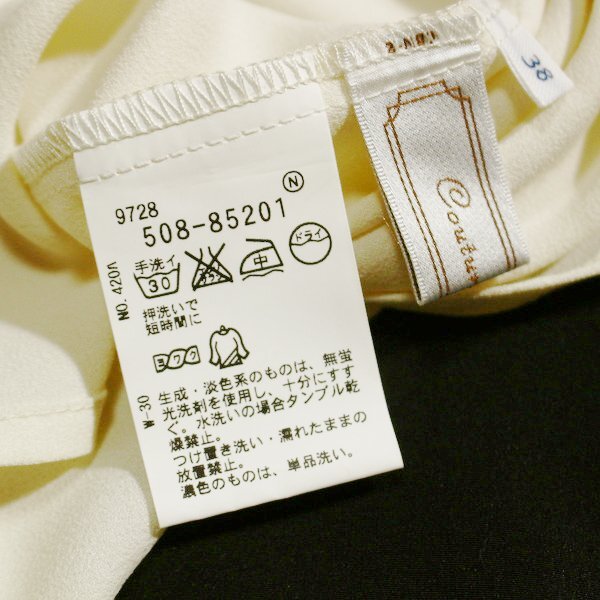 38
Coutur
N
9728
508-85201
手洗イ
30
中
ドライ
NO. 420A
押洗いで
短時間に
ヨワク
W-30
生成・淡色系のものは、無蛍
光洗剤を使用し、十分にすす
ぐ。水洗いの場合タンブル乾
燥禁止。
つけ置き洗い・濡れたままの
放置禁止。
濃色のものは、単品洗い。